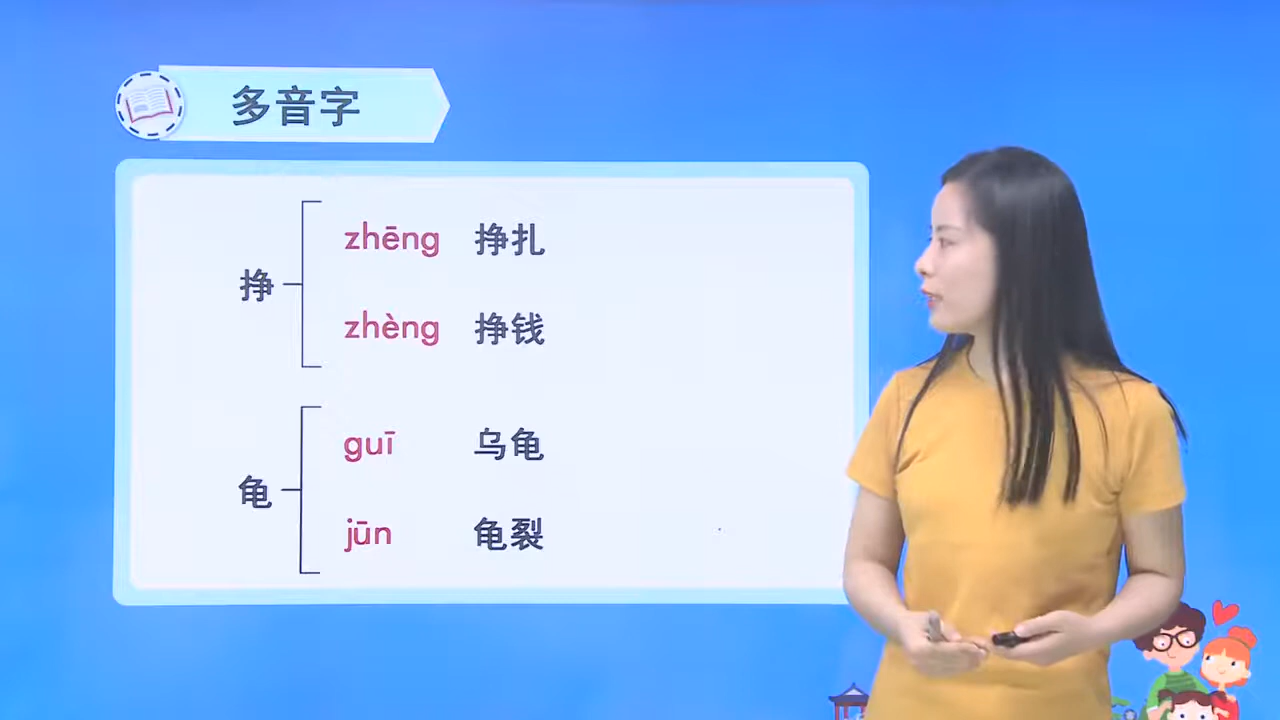 多音字
挣
zhēng 挣扎
zhèng 挣钱
龟
guī 乌龟
jūn 龟裂